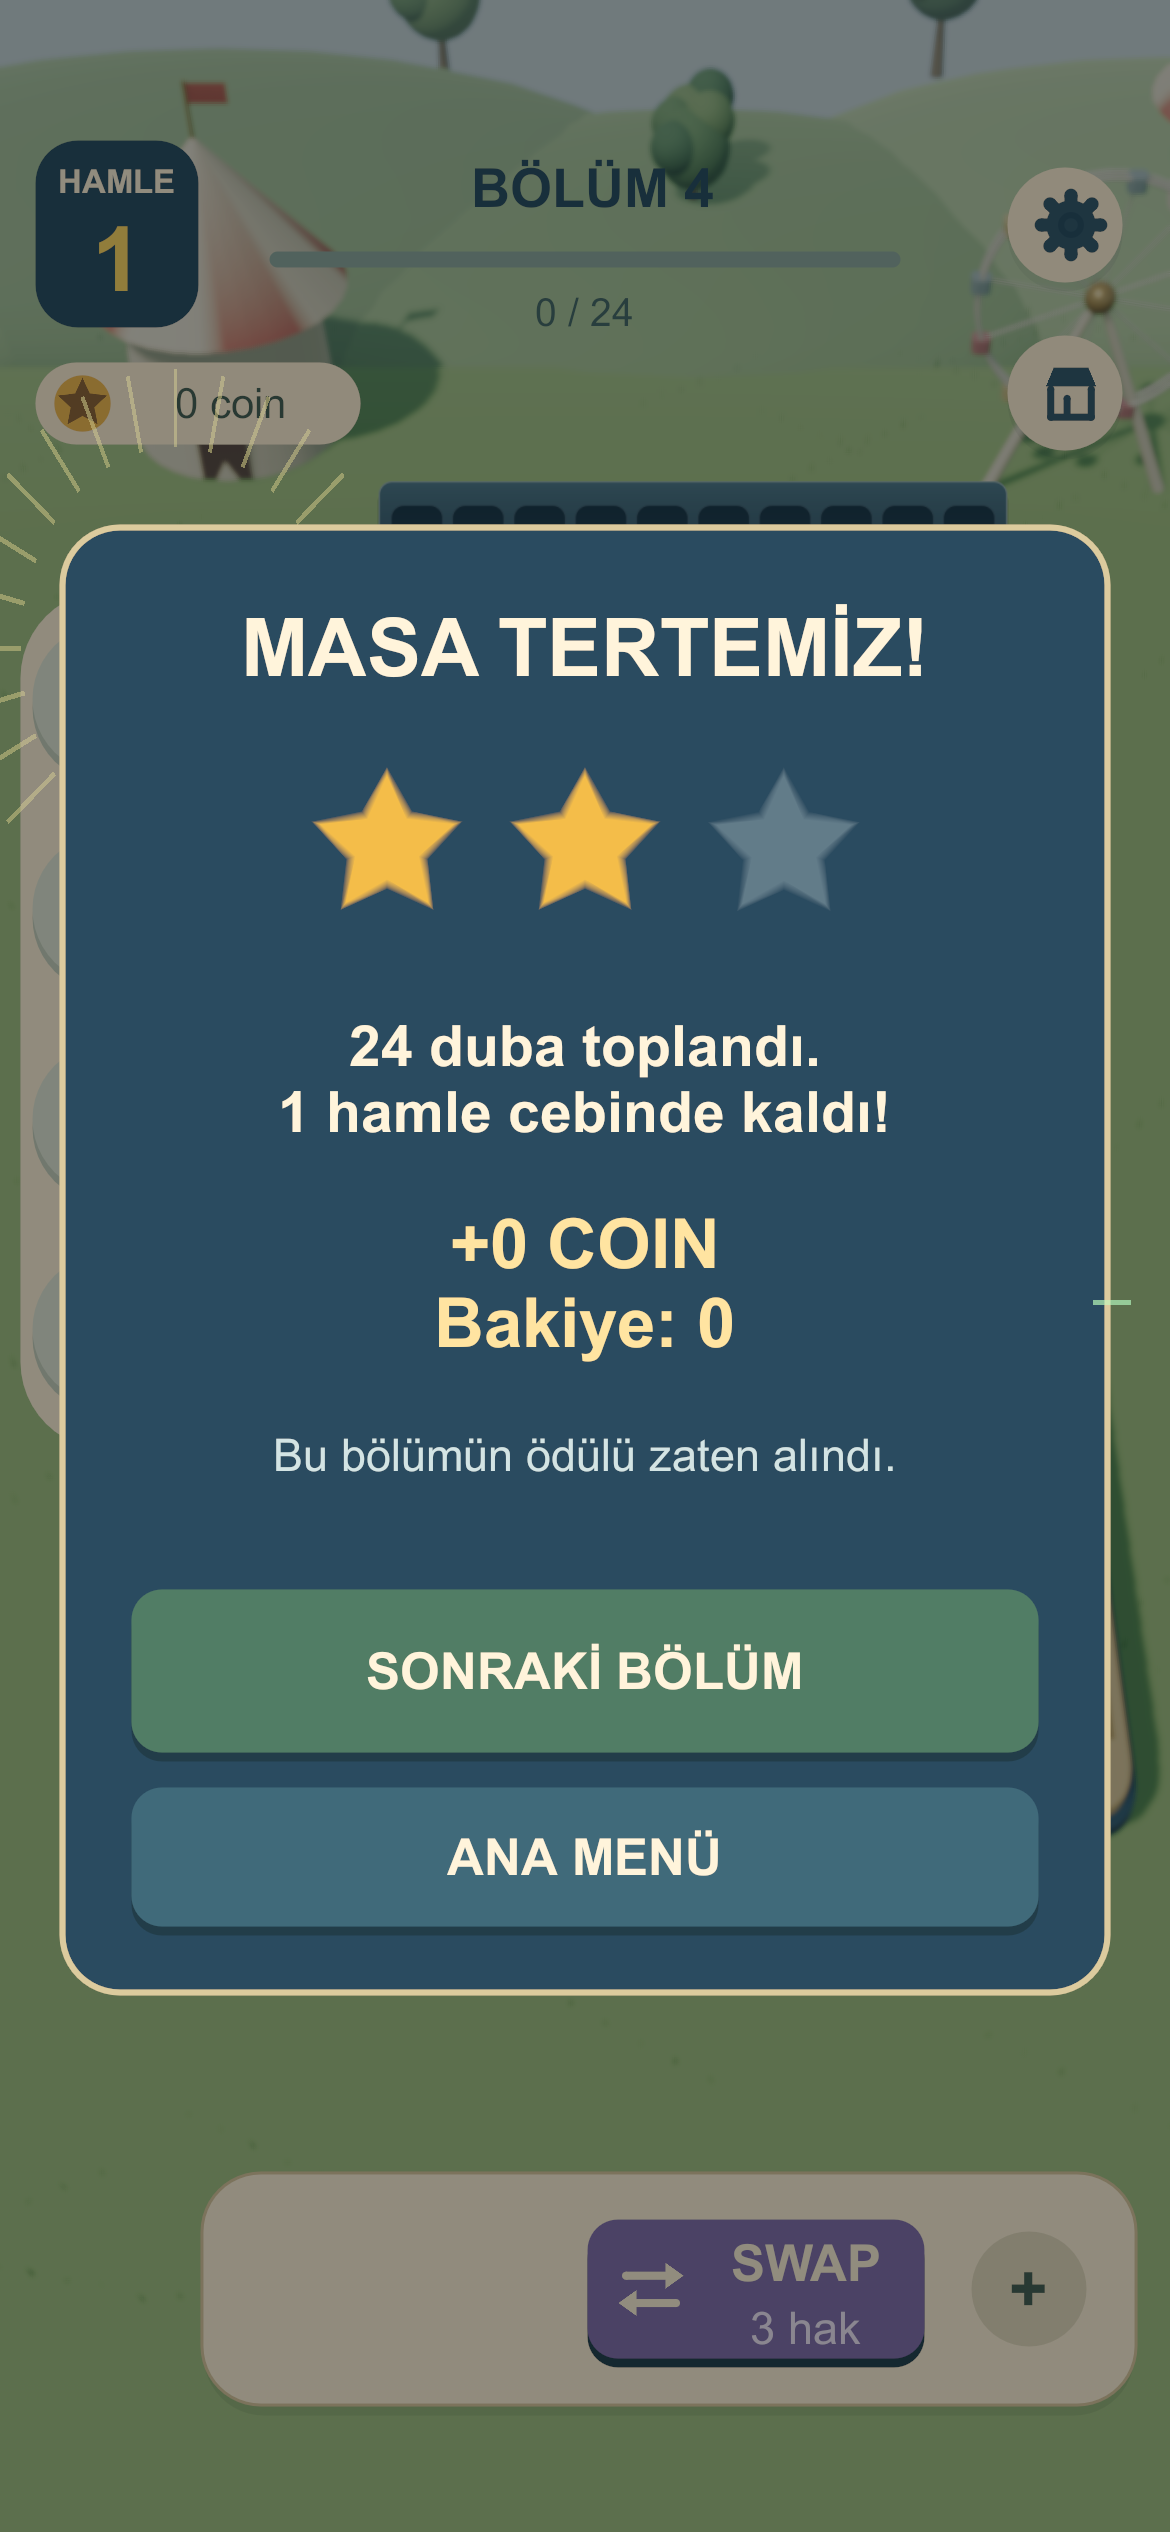 HAMLE
1
BÖLÜM 4
0 / 24
0 coin
MASA TERTEMİZ!
24 duba toplandı.
1 hamle cebinde kaldı!
+0 COIN
Bakiye: 0
Bu bölümün ödülü zaten alındı.
SONRAKİ BÖLÜM
ANA MENÜ
SWAP
3 hak
+